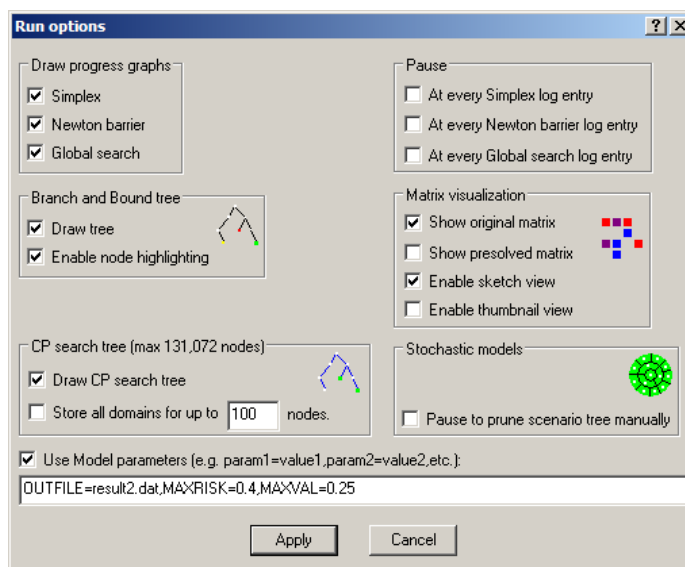 Run options
Draw progress graphs
Simplex
Newton barrier
Global search
Pause
At every Simplex log entry
At every Newton barrier log entry
At every Global search log entry
Branch and Bound tree
Draw tree
Enable node highlighting
Matrix visualization
Show original matrix
Show presolved matrix
Enable sketch view
Enable thumbnail view
CP search tree (max 131,072 nodes)
Draw CP search tree
Store all domains for up to 100 nodes.
Stochastic models
Pause to prune scenario tree manually
Use Model parameters (e.g. param1=value1,param2=value2,etc.):
OUTFILE=result2.dat,MAXRISK=0.4,MAXVAL=0.25
Apply Cancel